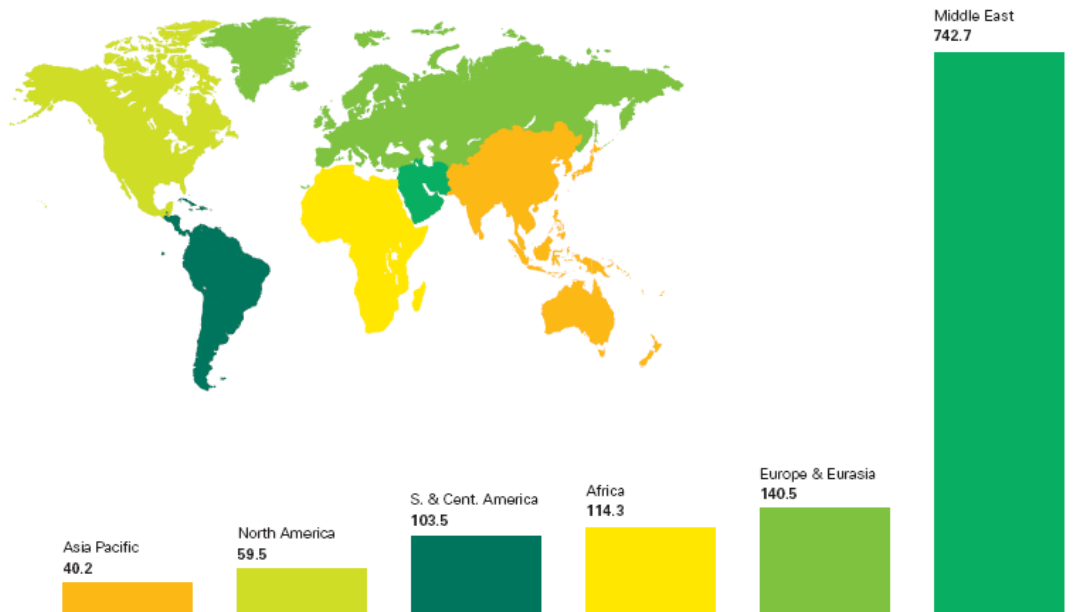 Asia Pacific
40.2
North America
59.5
S. & Cent. America
103.5
Africa
114.3
Europe & Eurasia
140.5
Middle East
742.7